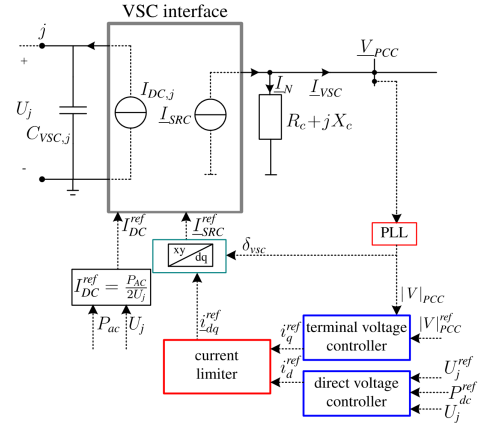 VSC interface
j
V_PCC
+
I_DC,j
I_N
I_VSC
U_j
I_SRC
R_c+jX_c
C_VSC,j
-
I_DC^ref
I_SRC^ref
PLL
xy
dq
δ_vsc
I_DC^ref = P_AC/2U_j
|V|_PCC
P_ac
U_j
i_dq^ref
i_q^ref
terminal voltage
controller
|V|_PCC^ref
current
limiter
i_d^ref
direct voltage
controller
U_j^ref
P_dc^ref
U_j